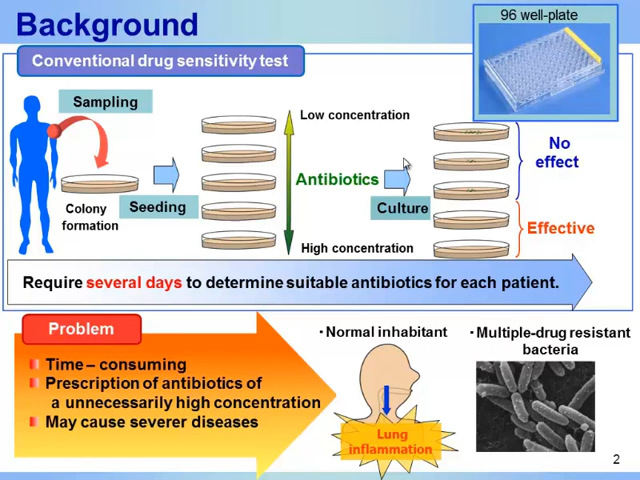 Background
96 well-plate
Conventional drug sensitivity test
Sampling
Low concentration
No
effect
Antibiotics
Colony
formation
Seeding
Culture
Effective
High concentration
Require several days to determine suitable antibiotics for each patient.
Problem
Time – consuming
Prescription of antibiotics of
a unnecessarily high concentration
May cause severer diseases
・Normal inhabitant
Lung
inflammation
・Multiple-drug resistant
bacteria
2